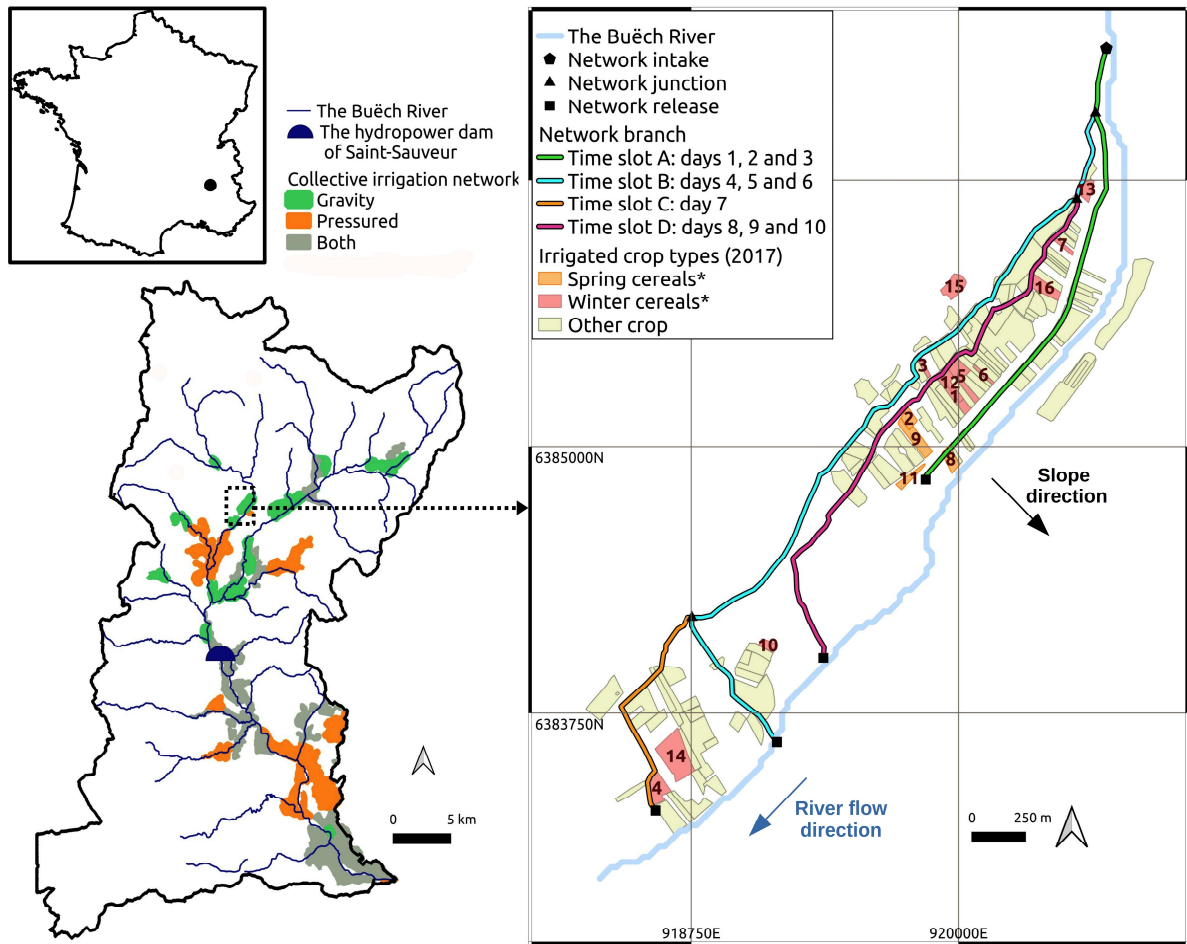 The Buëch River
The hydropower dam
of Saint-Sauveur
Collective irrigation network
Gravity
Pressured
Both
0 5 km
The Buëch River
Network intake
Network junction
Network release
Network branch
Time slot A: days 1, 2 and 3
Time slot B: days 4, 5 and 6
Time slot C: day 7
Time slot D: days 8, 9 and 10
Irrigated crop types (2017)
Spring cereals*
Winter cereals*
Other crop
13
7
15
16
3
5
6
12
1
2
9
8
11
6385000N
Slope
direction
10
6383750N
14
4
River flow
direction
0 250 m
918750E
920000E